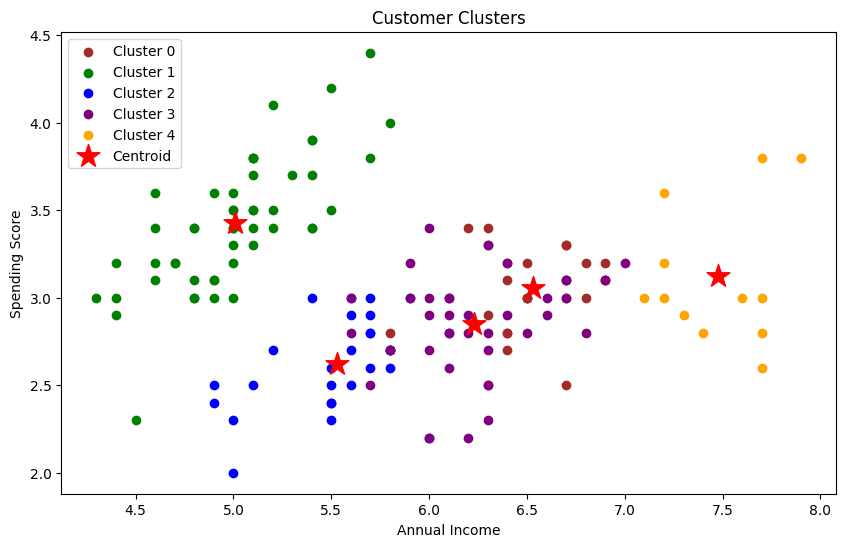 Customer Clusters
Cluster 0
Cluster 1
Cluster 2
Cluster 3
Cluster 4
Centroid
Spending Score
4.5
4.0
3.5
3.0
2.5
2.0
4.5 5.0 5.5 6.0 6.5 7.0 7.5 8.0
Annual Income